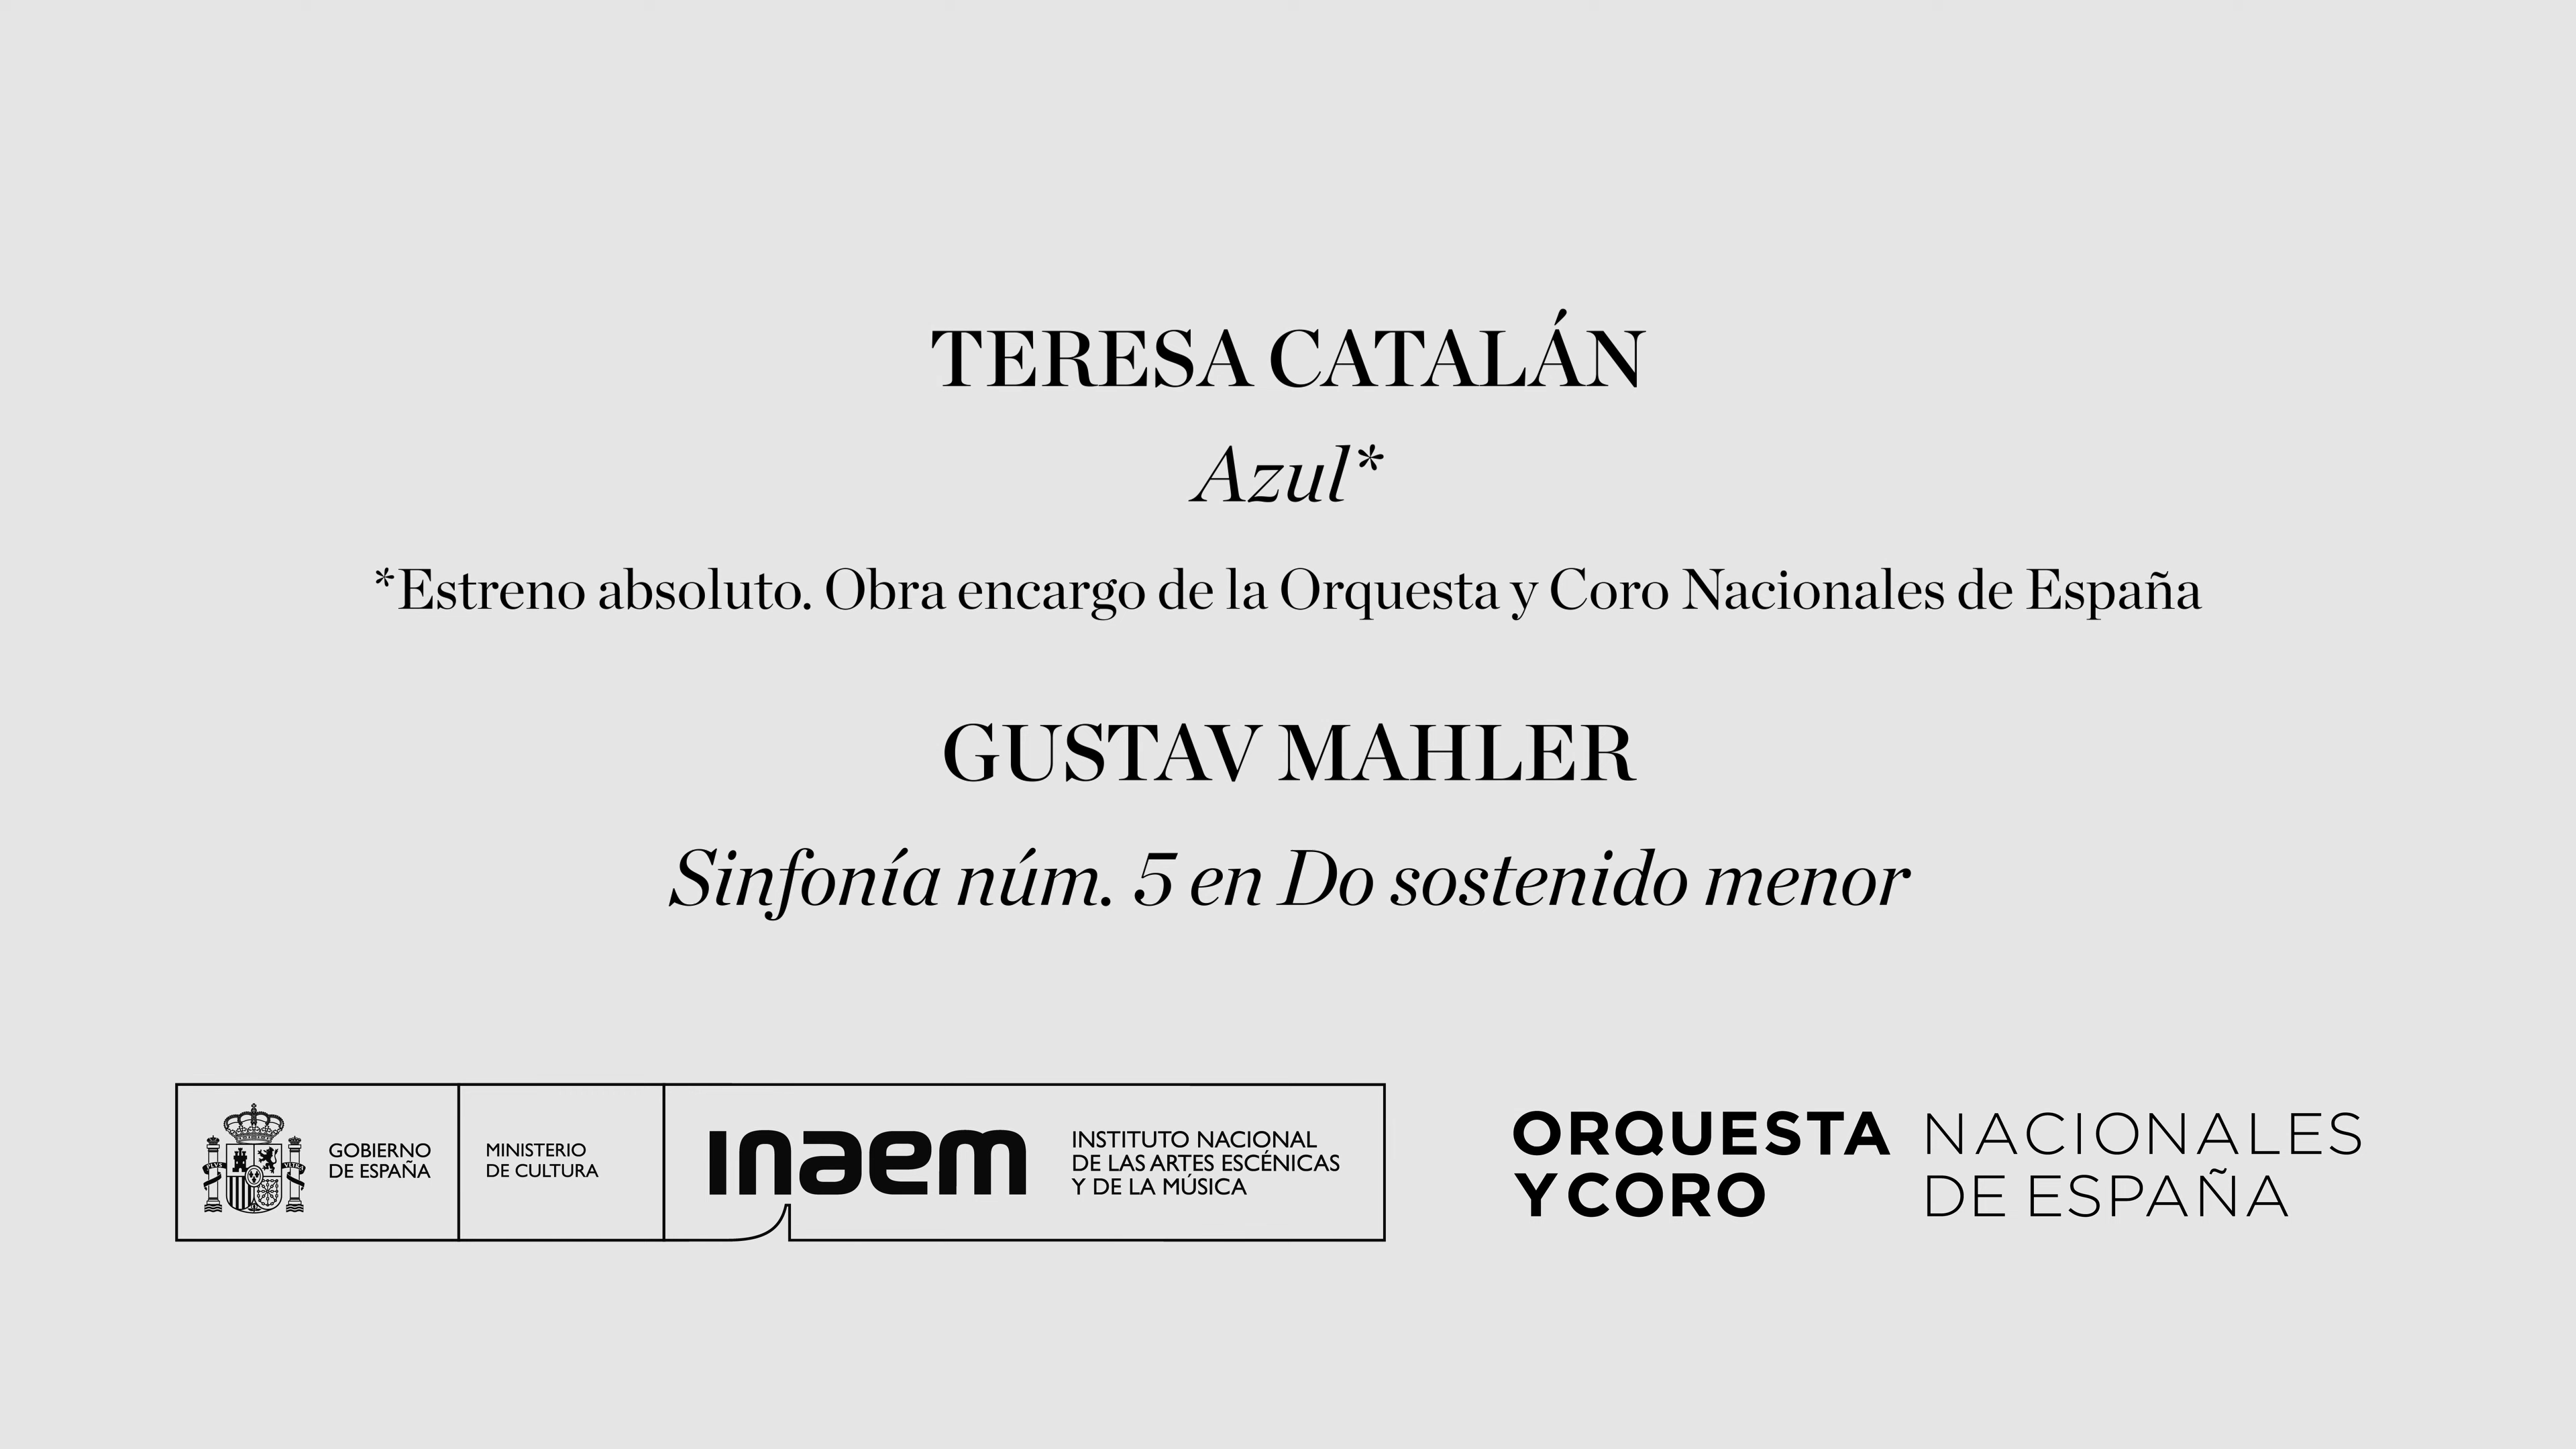 TERESA CATALÁN
Azul*
*Estreno absoluto. Obra encargo de la Orquesta y Coro Nacionales de España
GUSTAV MAHLER
Sinfonía núm. 5 en Do sostenido menor
PLVS VLTRA
GOBIERNO
DE ESPAÑA
MINISTERIO
DE CULTURA
inaem
INSTITUTO NACIONAL
DE LAS ARTES ESCÉNICAS
Y DE LA MÚSICA
ORQUESTA NACIONALES
Y CORO DE ESPAÑA